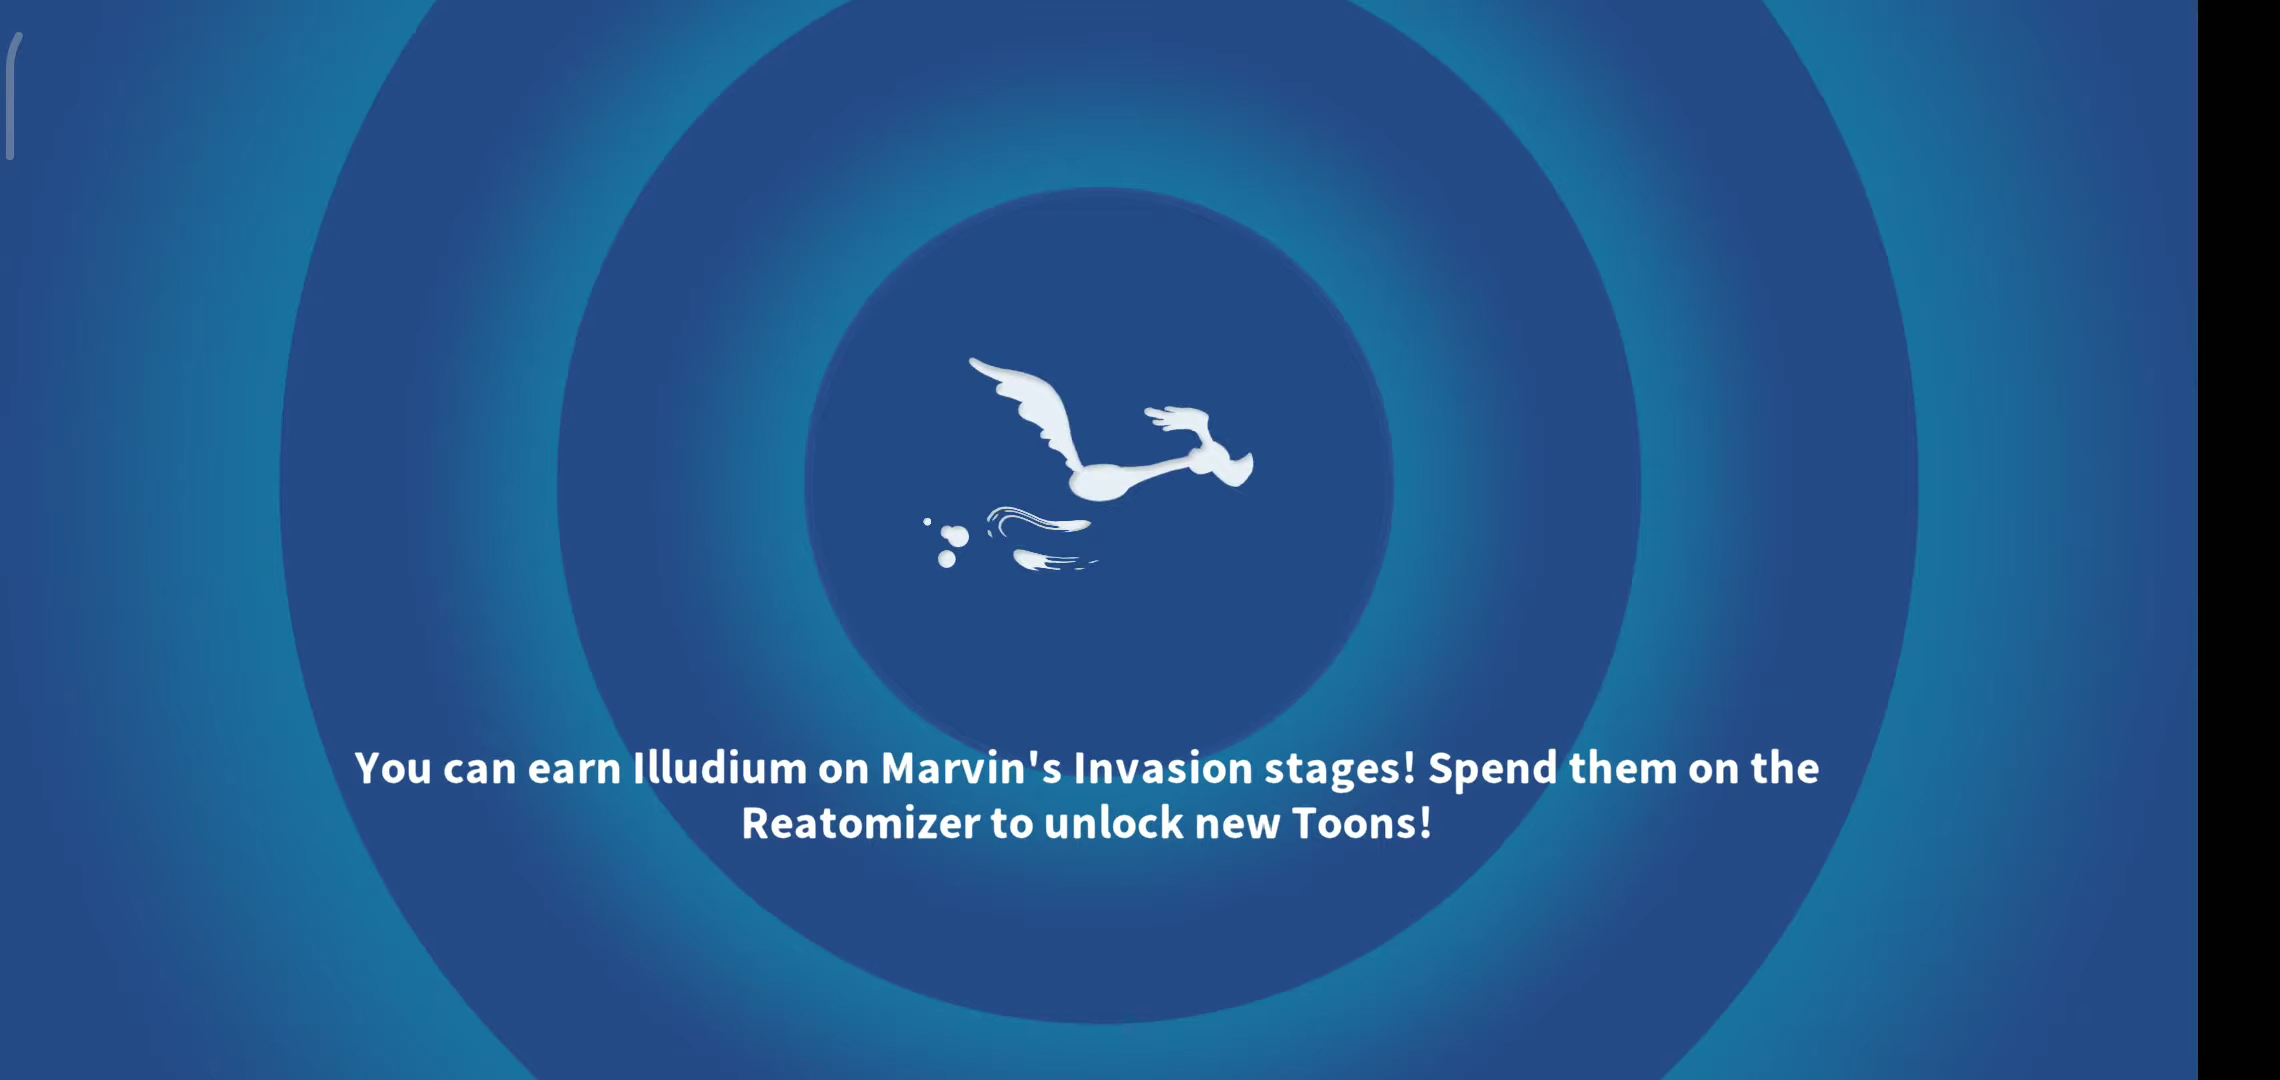 You can earn Illudium on Marvin's Invasion stages! Spend them on the
Reatomizer to unlock new Toons!